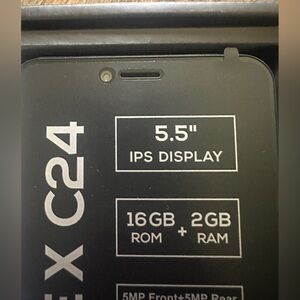 E X C24
5.5"
IPS DISPLAY
16GB + 2GB
ROM RAM
5MP Front+5MP Rear